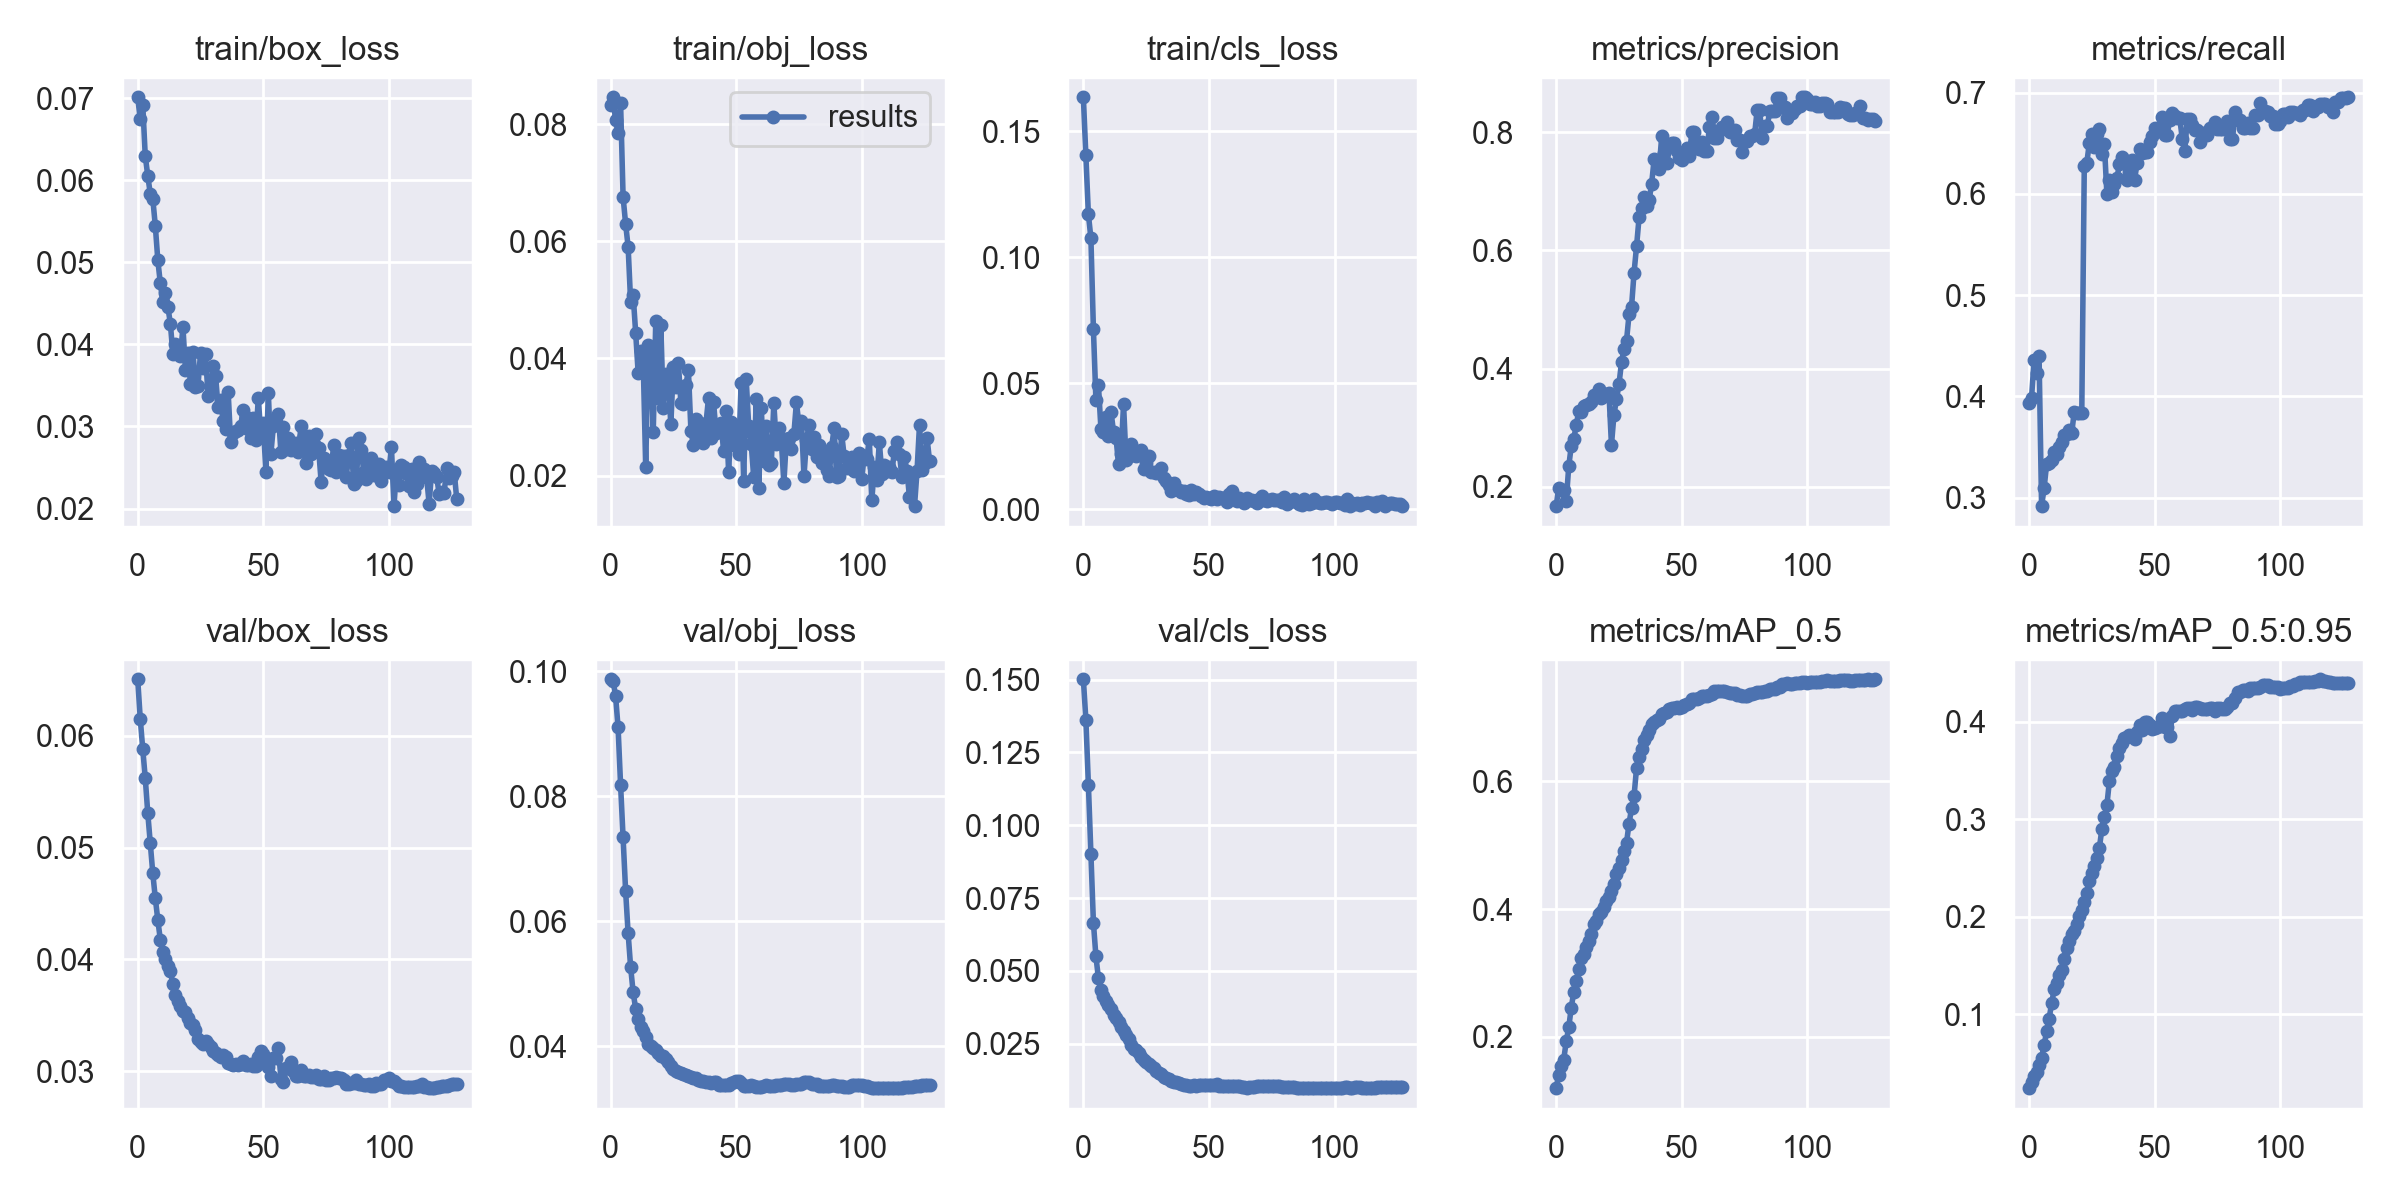 train/box_loss
0.07
0.06
0.05
0.04
0.03
0.02
0 50 100
train/obj_loss
results
0.08
0.06
0.04
0.02
0 50 100
train/cls_loss
0.15
0.10
0.05
0.00
0 50 100
metrics/precision
0.8
0.6
0.4
0.2
0 50 100
metrics/recall
0.7
0.6
0.5
0.4
0.3
0 50 100
val/box_loss
0.06
0.05
0.04
0.03
0 50 100
val/obj_loss
0.10
0.08
0.06
0.04
0 50 100
val/cls_loss
0.150
0.125
0.100
0.075
0.050
0.025
0 50 100
metrics/mAP_0.5
0.6
0.4
0.2
0 50 100
metrics/mAP_0.5:0.95
0.4
0.3
0.2
0.1
0 50 100